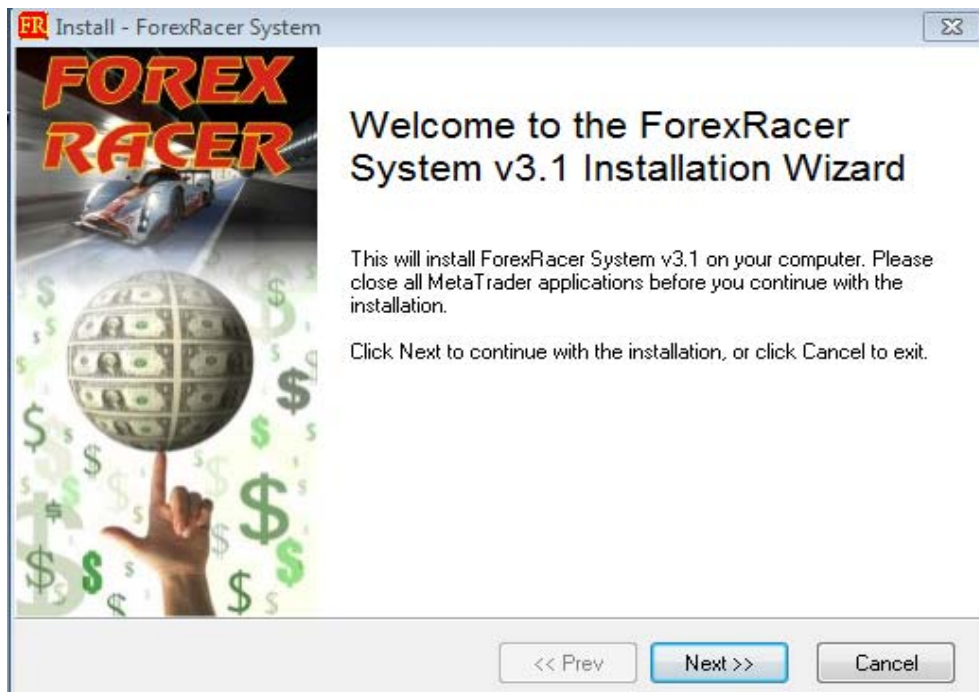 FR Install - ForexRacer System
FOREX
RACER
Welcome to the ForexRacer
System v3.1 Installation Wizard
This will install ForexRacer System v3.1 on your computer. Please
close all MetaTrader applications before you continue with the
installation.
Click Next to continue with the installation, or click Cancel to exit.
<< Prev Next >> Cancel